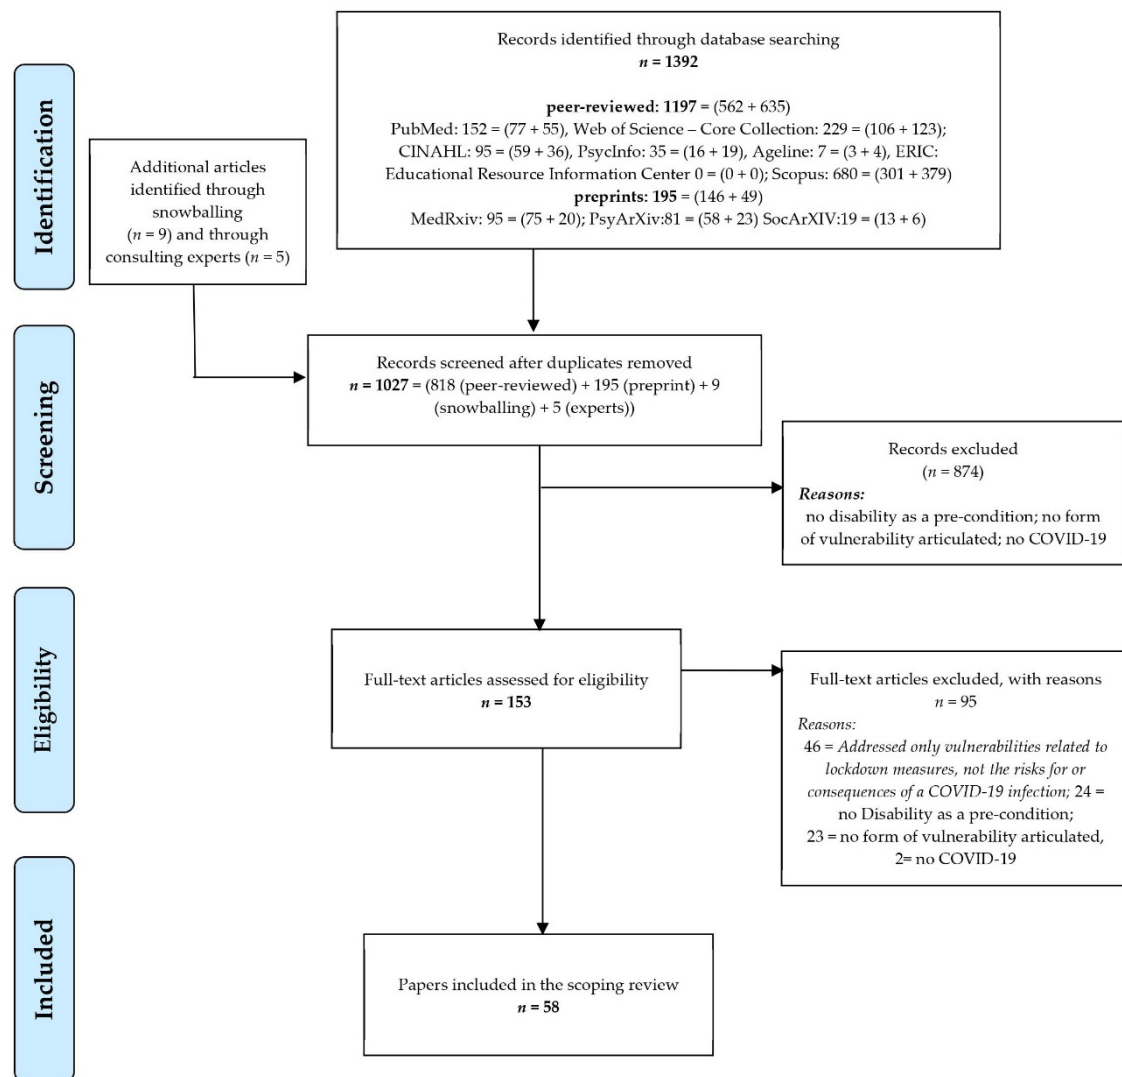 Identification
Records identified through database searching
n = 1392
peer-reviewed: 1197 = (562 + 635)
PubMed: 152 = (77 + 55), Web of Science – Core Collection: 229 = (106 + 123);
CINAHL: 95 = (59 + 36), PsycInfo: 35 = (16 + 19), Ageline: 7 = (3 + 4), ERIC:
Educational Resource Information Center 0 = (0 + 0); Scopus: 680 = (301 + 379)
preprints: 195 = (146 + 49)
MedRxiv: 95 = (75 + 20); PsyArXiv:81 = (58 + 23) SocArXIV:19 = (13 + 6)
Additional articles
identified through
snowballing
(n = 9) and through
consulting experts (n = 5)
Screening
Records screened after duplicates removed
n = 1027 = (818 (peer-reviewed) + 195 (preprint) + 9
(snowballing) + 5 (experts))
Records excluded
(n = 874)
Reasons:
no disability as a pre-condition; no form
of vulnerability articulated; no COVID-19
Eligibility
Full-text articles assessed for eligibility
n = 153
Full-text articles excluded, with reasons
n = 95
Reasons:
46 = Addressed only vulnerabilities related to
lockdown measures, not the risks for or
consequences of a COVID-19 infection; 24 =
no Disability as a pre-condition;
23 = no form of vulnerability articulated,
2= no COVID-19
Included
Papers included in the scoping review
n = 58